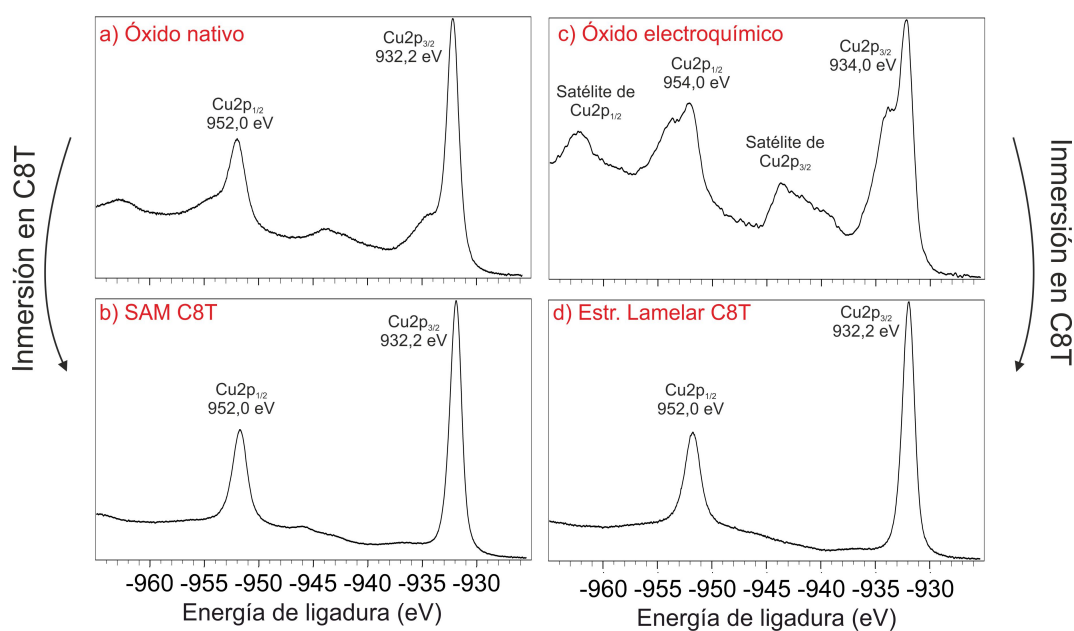 a) Óxido nativo
Cu2p3/2
932,2 eV
Cu2p1/2
952,0 eV
c) Óxido electroquímico
Cu2p3/2
934,0 eV
Cu2p1/2
954,0 eV
Satélite de
Cu2p1/2
Satélite de
Cu2p3/2
Inmersión en C8T
Inmersión en C8T
b) SAM C8T
Cu2p3/2
932,2 eV
Cu2p1/2
952,0 eV
d) Estr. Lamelar C8T
Cu2p3/2
932,2 eV
Cu2p1/2
952,0 eV
-960 -955 -950 -945 -940 -935 -930
Energía de ligadura (eV)
-960 -955 -950 -945 -940 -935 -930
Energía de ligadura (eV)